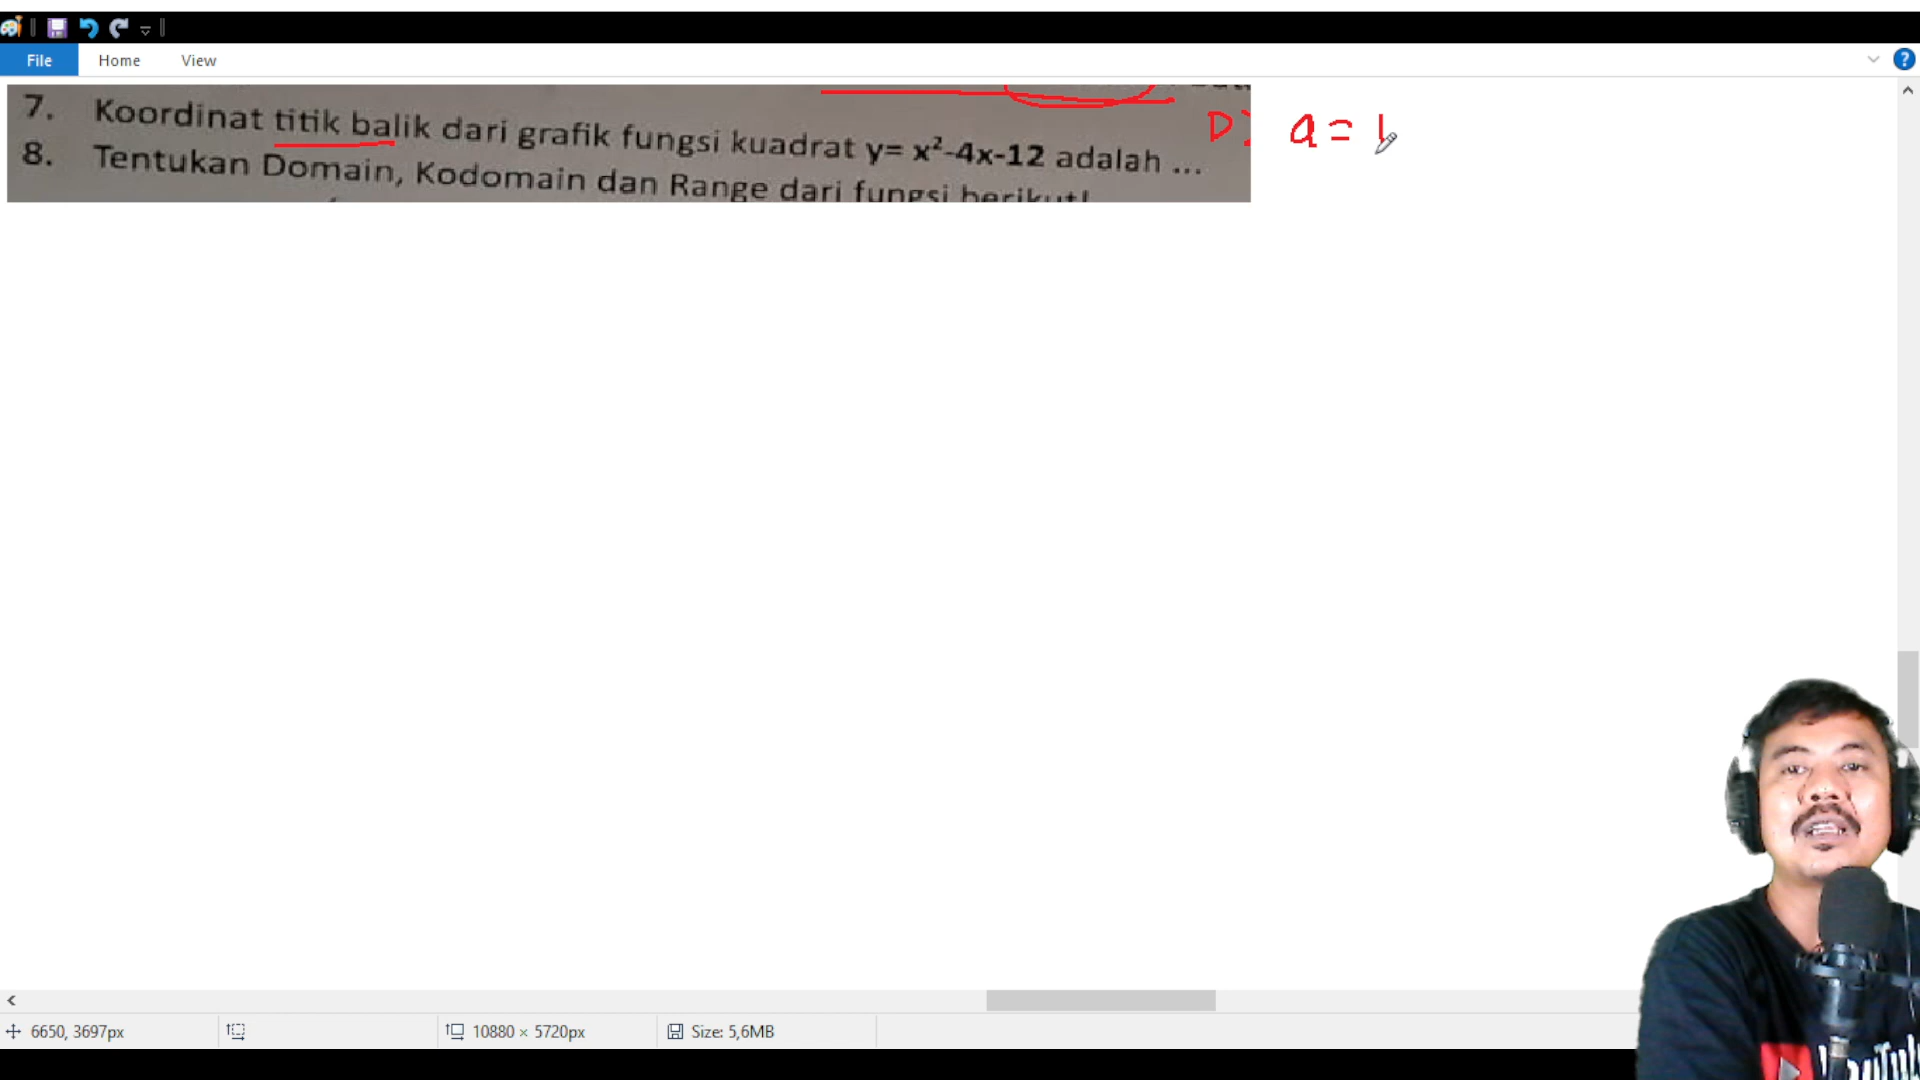 File Home View
7. Koordinat titik balik dari grafik fungsi kuadrat y= x²-4x-12 adalah ...
8. Tentukan Domain, Kodomain dan Range dari fungsi berikut!
D: a = 1
6650, 3697px 10880 × 5720px Size: 5,6MB